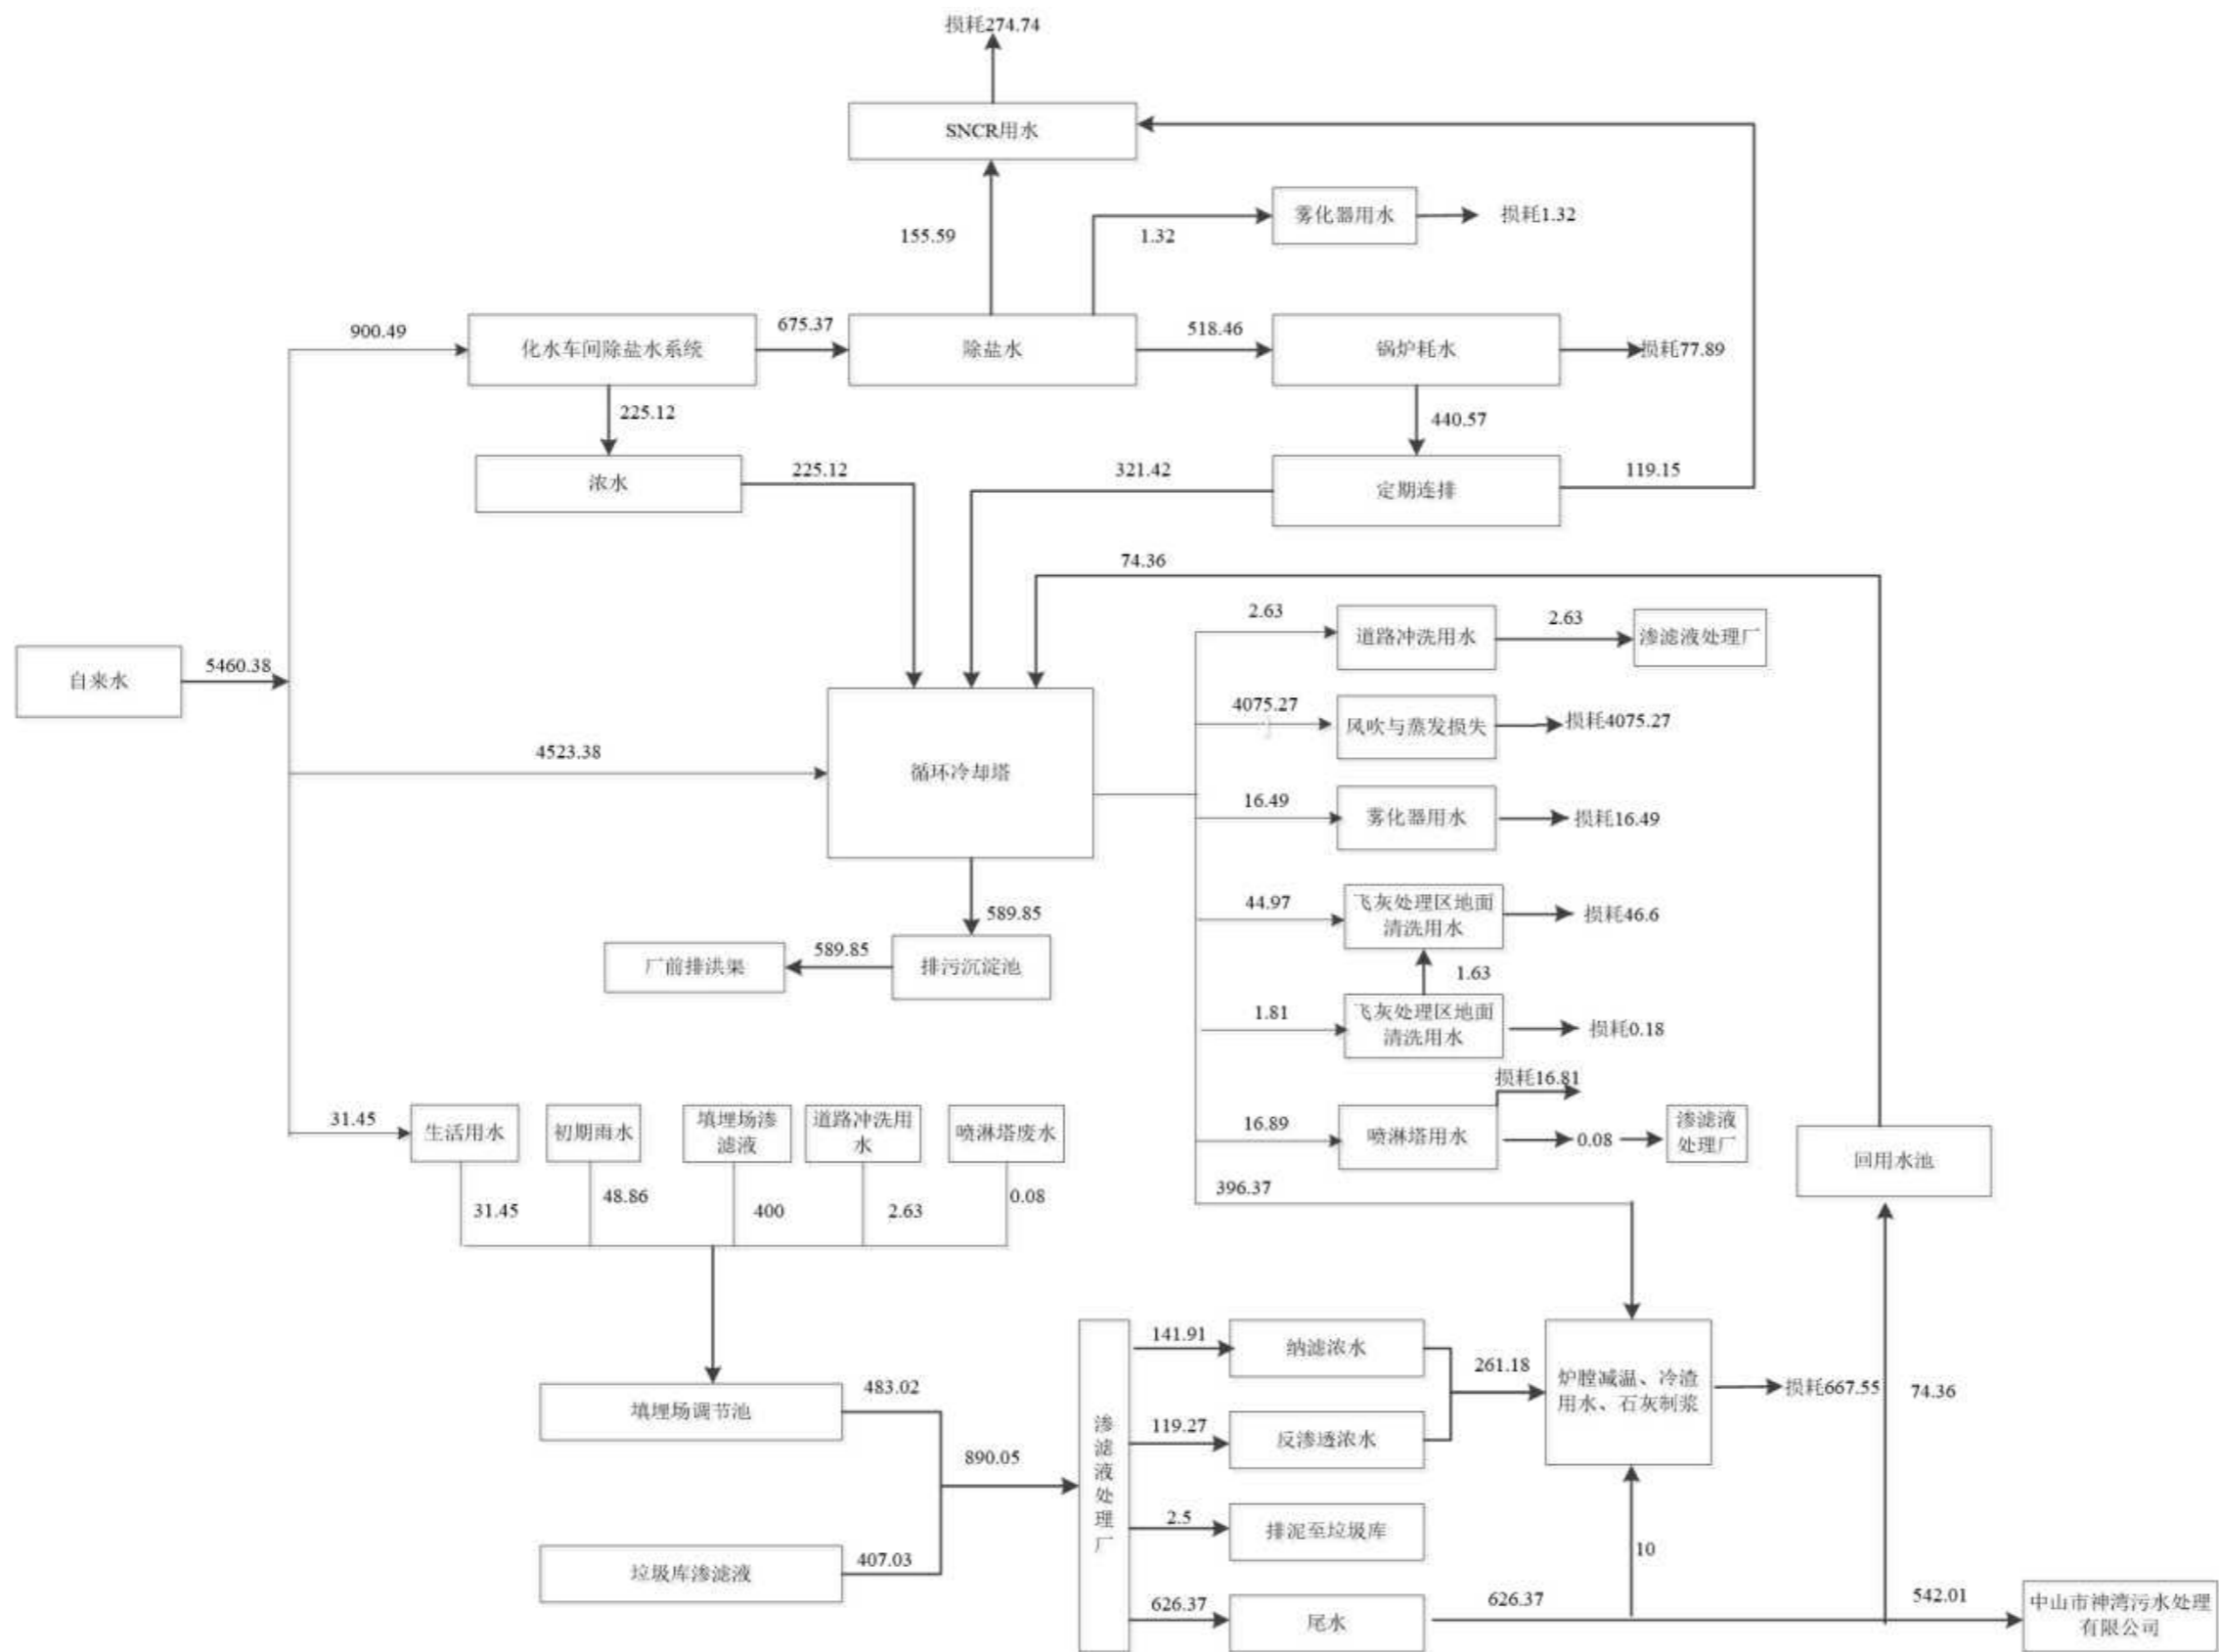 损耗274.74
SNCR用水
雾化器用水
损耗1.32
155.59
1.32
900.49
675.37
518.46
化水车间除盐水系统
除盐水
锅炉耗水
损耗77.89
225.12
440.57
浓水
225.12
321.42
定期连排
119.15
74.36
2.63
道路冲洗用水
2.63
渗滤液处理厂
自来水
5460.38
4075.27
风吹与蒸发损失
损耗4075.27
4523.38
循环冷却塔
16.49
雾化器用水
损耗16.49
44.97
飞灰处理区地面
清洗用水
损耗46.6
589.85
厂前排洪渠
589.85
排污沉淀池
1.63
1.81
飞灰处理区地面
清洗用水
损耗0.18
损耗16.81
31.45
生活用水
初期雨水
填埋场渗
滤液
道路冲洗用
水
喷淋塔废水
16.89
喷淋塔用水
0.08
渗滤液
处理厂
回用水池
31.45
48.86
400
2.63
0.08
396.37
填埋场调节池
483.02
890.05
垃圾库渗滤液
407.03
渗滤液处理厂
141.91
纳滤浓水
261.18
炉膛减温、冷渣
用水、石灰制浆
损耗667.55
74.36
119.27
反渗透浓水
2.5
排泥至垃圾库
10
626.37
尾水
626.37
542.01
中山市神湾污水处理
有限公司